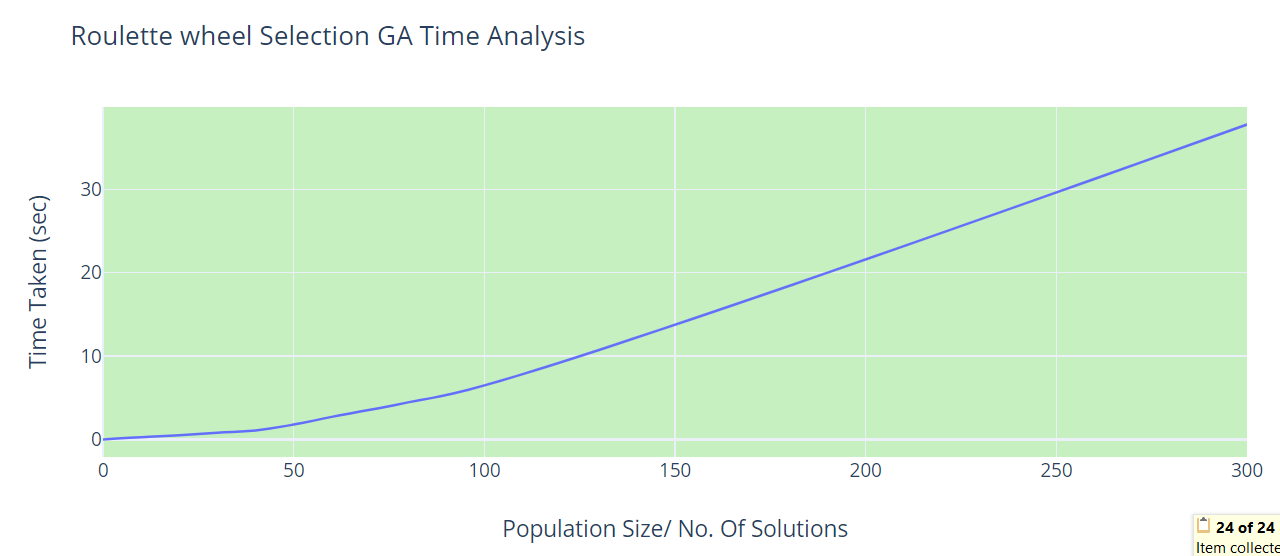 Roulette wheel Selection GA Time Analysis
Time Taken (sec)
30
20
10
0
0 50 100 150 200 250 300
Population Size/ No. Of Solutions
24 of 24
Item collecte